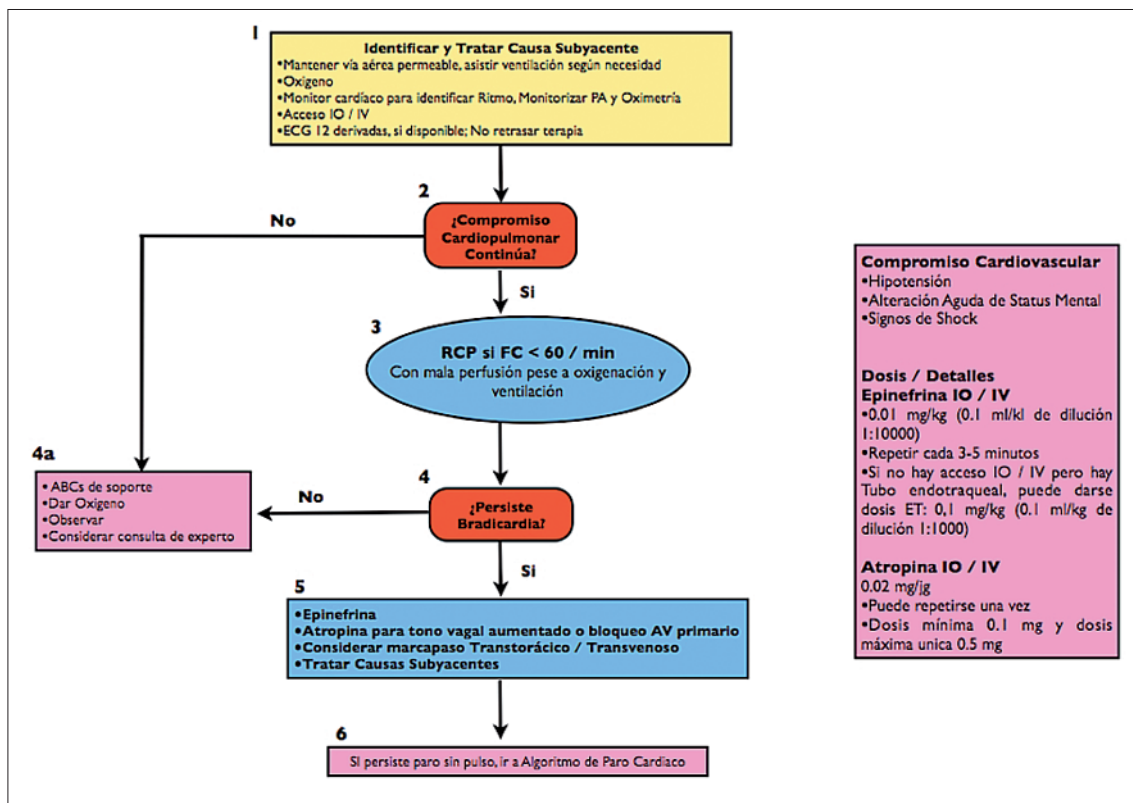 1
Identificar y Tratar Causa Subyacente
•Mantener vía aérea permeable, asistir ventilación según necesidad
•Oxigeno
•Monitor cardíaco para identificar Ritmo, Monitorizar PA y Oximetría
•Acceso IO / IV
•ECG 12 derivadas, si disponible; No retrasar terapia
2
No
¿Compromiso
Cardiopulmonar
Continúa?
Si
3
RCP si FC < 60 / min
Con mala perfusión pese a oxigenación y
ventilación
4a
• ABCs de soporte
• Dar Oxigeno
• Observar
• Considerar consulta de experto
No
4
¿Persiste
Bradicardia?
Si
5
•Epinefrina
•Atropina para tono vagal aumentado o bloqueo AV primario
•Considerar marcapaso Transtorácico / Transvenoso
•Tratar Causas Subyacentes
6
SI persiste paro sin pulso, ir a Algoritmo de Paro Cardiaco
Compromiso Cardiovascular
•Hipotensión
•Alteración Aguda de Status Mental
•Signos de Shock
Dosis / Detalles
Epinefrina IO / IV
•0.01 mg/kg (0.1 ml/kl de dilución
1:10000)
•Repetir cada 3-5 minutos
•Si no hay acceso IO / IV pero hay
Tubo endotraqueal, puede darse
dosis ET: 0,1 mg/kg (0.1 ml/kg de
dilución 1:1000)
Atropina IO / IV
0.02 mg/jg
•Puede repetirse una vez
•Dosis mínima 0.1 mg y dosis
máxima unica 0.5 mg